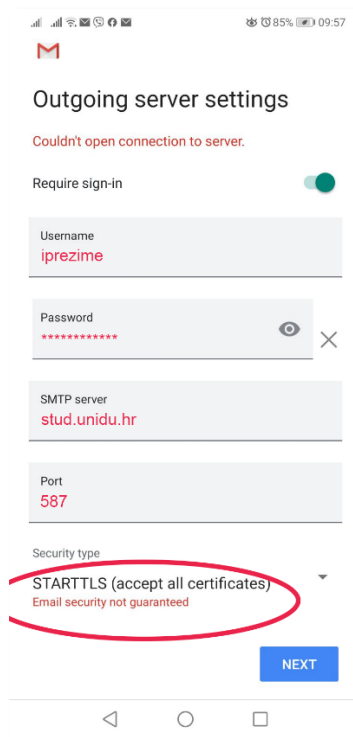 85% 09:57
Outgoing server settings
Couldn't open connection to server.
Require sign-in
Username
iprezime
Password
************
SMTP server
stud.unidu.hr
Port
587
Security type
STARTTLS (accept all certificates)
Email security not guaranteed
NEXT